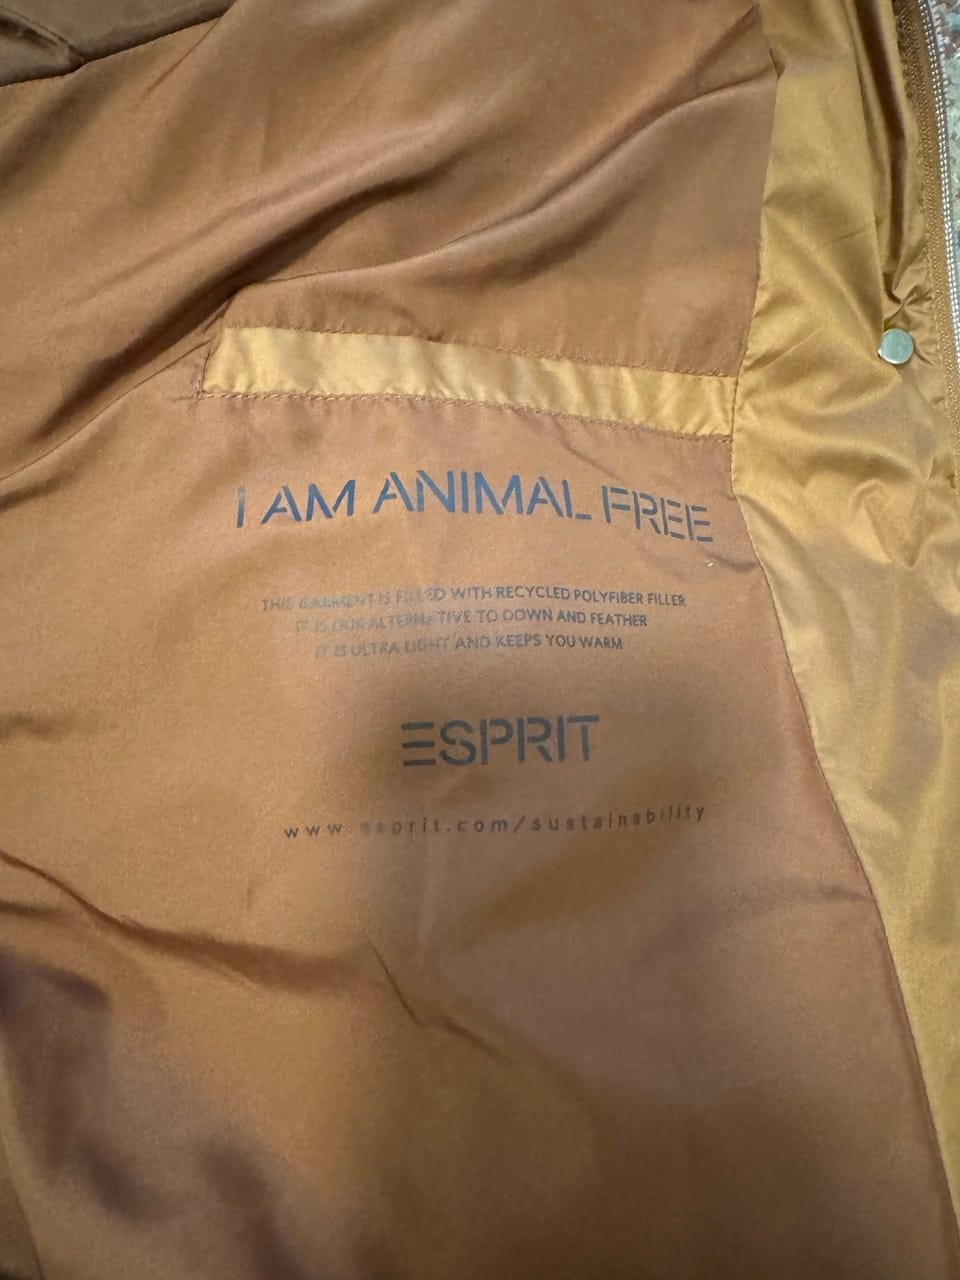 I AM ANIMAL FREE
THIS GARMENT IS FILLED WITH RECYCLED POLYFIBER FILLER
IT IS OUR ALTERNATIVE TO DOWN AND FEATHER
IT IS ULTRA LIGHT AND KEEPS YOU WARM
ESPRIT
www.esprit.com/sustainability